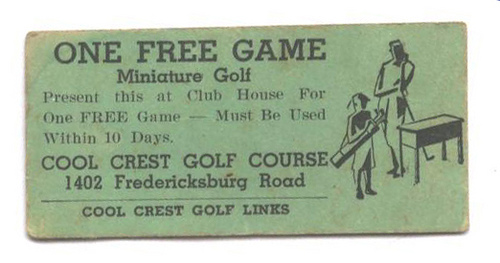 ONE FREE GAME
Miniature Golf
Present this at Club House For
One FREE Game — Must Be Used
Within 10 Days.
COOL CREST GOLF COURSE
1402 Fredericksburg Road
COOL CREST GOLF LINKS